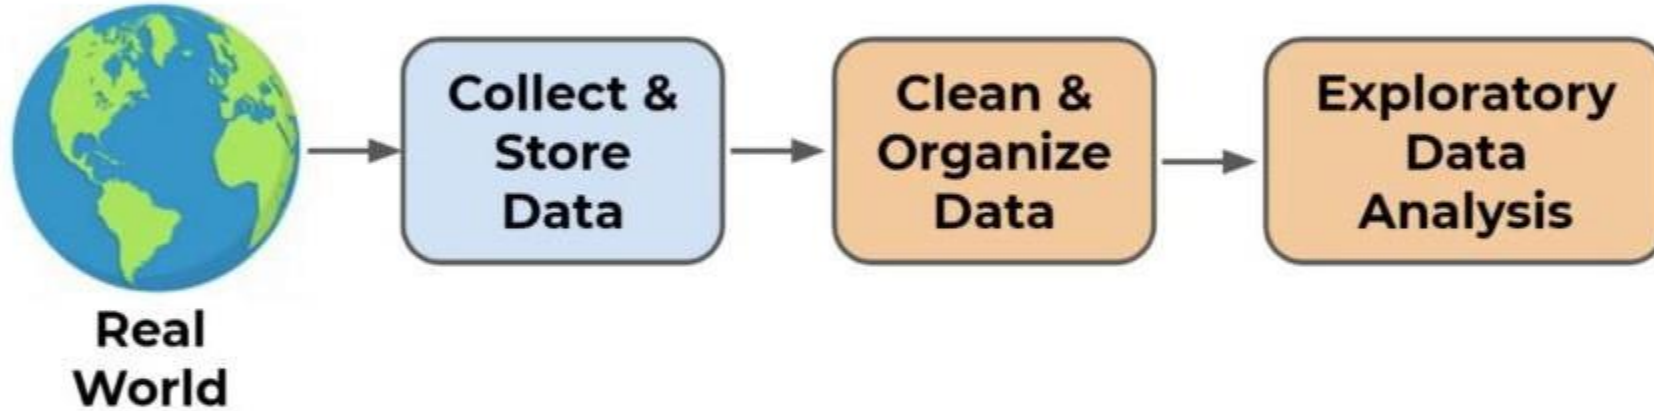 Real
World
Collect &
Store
Data
Clean &
Organize
Data
Exploratory
Data
Analysis